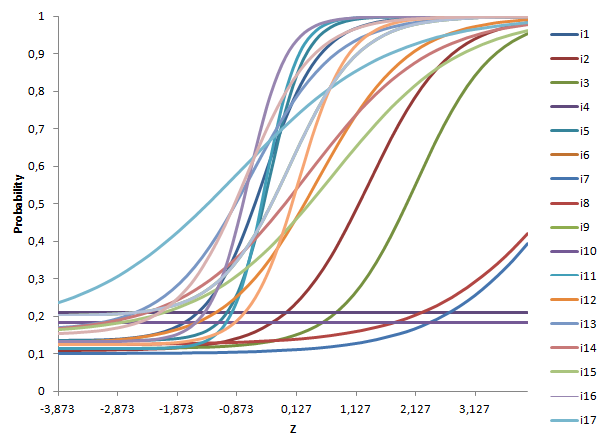 1
0,9
0,8
0,7
0,6
0,5
0,4
0,3
0,2
0,1
0
Probability
-3,873 -2,873 -1,873 -0,873 0,127 1,127 2,127 3,127
Z
i1
i2
i3
i4
i5
i6
i7
i8
i9
i10
i11
i12
i13
i14
i15
i16
i17